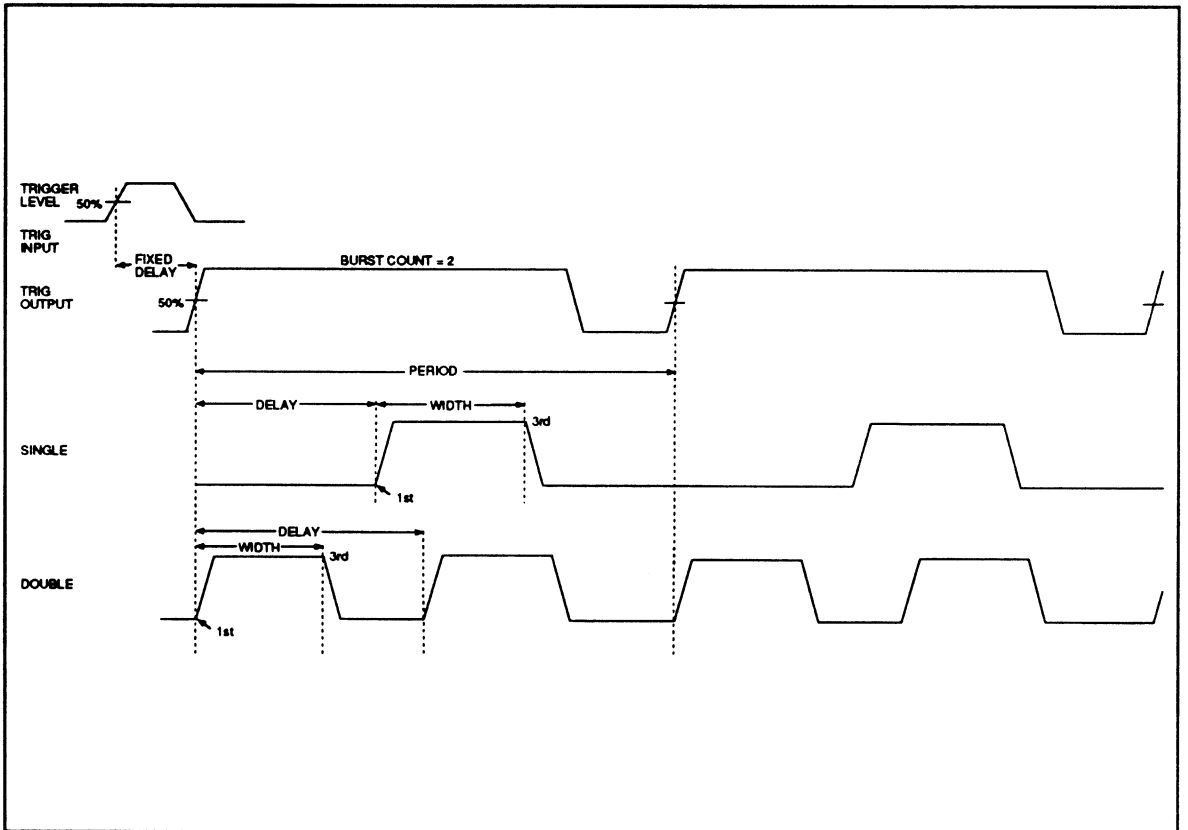 TRIGGER
LEVEL
50%
TRIG
INPUT
FIXED
DELAY
BURST COUNT = 2
TRIG
OUTPUT
50%
PERIOD
DELAY
WIDTH
3rd
SINGLE
1st
DELAY
WIDTH
3rd
DOUBLE
1st